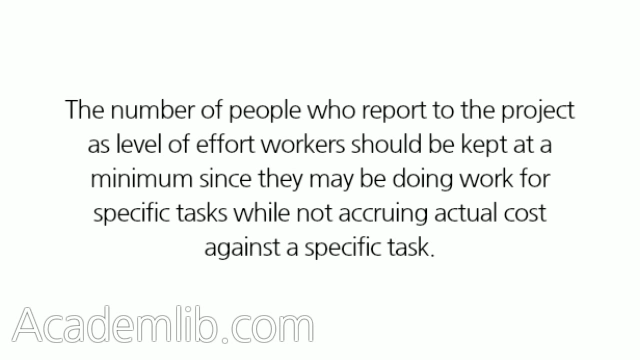 The number of people who report to the project
as level of effort workers should be kept at a
minimum since they may be doing work for
specific tasks while not accruing actual cost
against a specific task.
Academlib.com